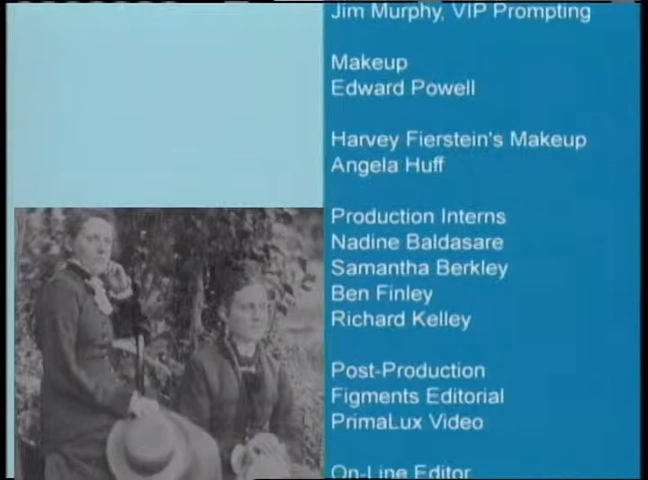 Jim Murphy, VIP Prompting
Makeup
Edward Powell
Harvey Fierstein's Makeup
Angela Huff
Production Interns
Nadine Baldasare
Samantha Berkley
Ben Finley
Richard Kelley
Post-Production
Figments Editorial
PrimaLux Video
On-Line Editor